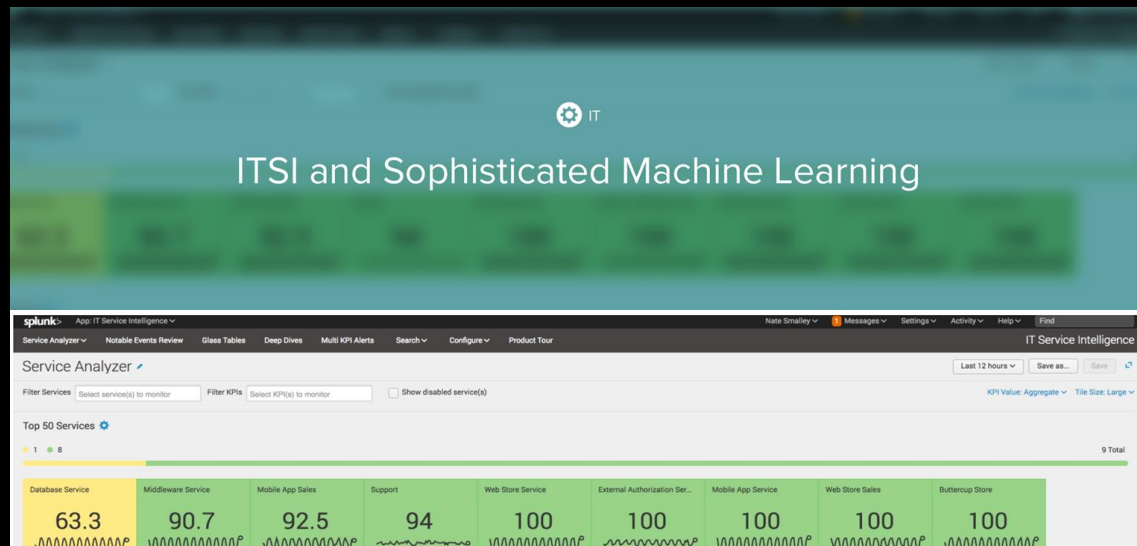 IT
ITSI and Sophisticated Machine Learning
splunk> App: IT Service Intelligence Nate Smalley 1 Messages Settings Activity Help Find
Service Analyzer Notable Events Review Glass Tables Deep Dives Multi KPI Alerts Search Configure Product Tour IT Service Intelligence
Service Analyzer Last 12 hours Save as... Save
Filter Services Select service(s) to monitor Filter KPIs Select KPI(s) to monitor Show disabled service(s) KPI Value: Aggregate Tile Size: Large
Top 50 Services
1 8 9 Total
Database Service Middleware Service Mobile App Sales Support Web Store Service External Authorization Ser... Mobile App Service Web Store Sales Buttercup Store
63.3 90.7 92.5 94 100 100 100 100 100